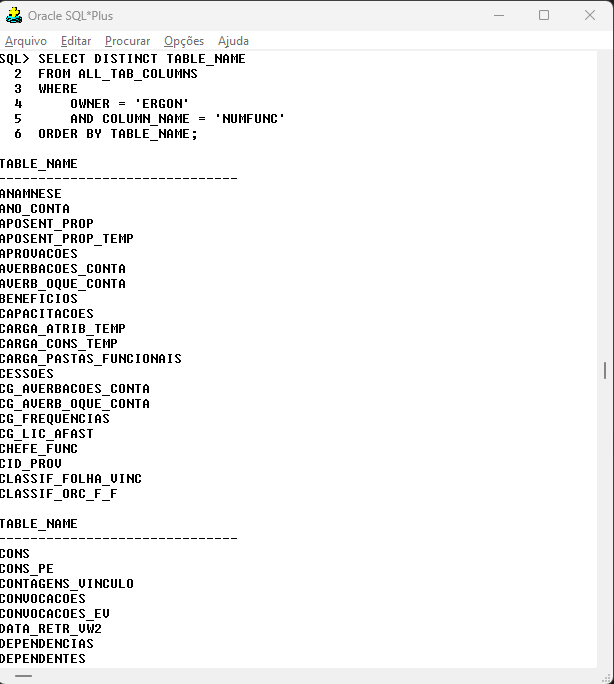 Oracle SQL*Plus
Arquivo Editar Procurar Opções Ajuda
SQL> SELECT DISTINCT TABLE_NAME
2 FROM ALL_TAB_COLUMNS
3 WHERE
4 OWNER = 'ERGON'
5 AND COLUMN_NAME = 'NUMFUNC'
6 ORDER BY TABLE_NAME;
TABLE_NAME
------------------------------
ANAMNESE
ANO_CONTA
APOSENT_PROP
APOSENT_PROP_TEMP
APROVACOES
AVERBACOES_CONTA
AVERB_OQUE_CONTA
BENEFICIOS
CAPACITACOES
CARGA_ATRIB_TEMP
CARGA_CONS_TEMP
CARGA_PASTAS_FUNCIONAIS
CESSOES
CG_AVERBACOES_CONTA
CG_AVERB_OQUE_CONTA
CG_FREQUENCIAS
CG_LIC_AFAST
CHEFE_FUNC
CID_PROV
CLASSIF_FOLHA_VINC
CLASSIF_ORC_F_F
TABLE_NAME
------------------------------
CONS
CONS_PE
CONTAGENS_VINCULO
CONVOCACOES
CONVOCACOES_EV
DATA_RETR_VW2
DEPENDENCIAS
DEPENDENTES